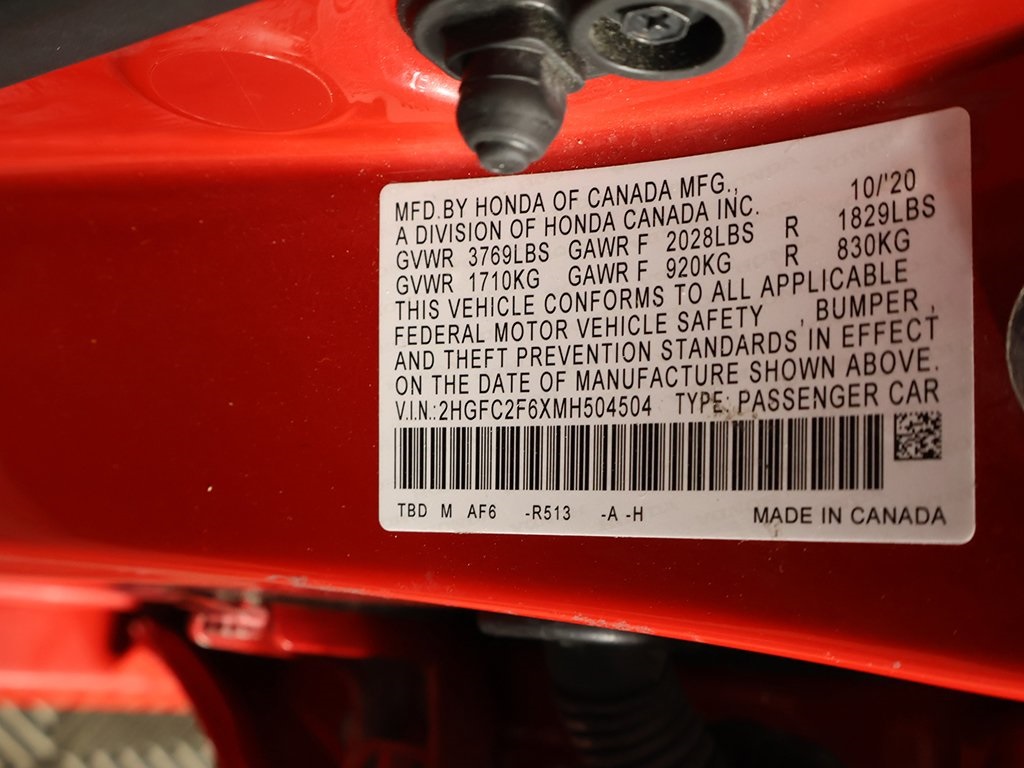 MFD.BY HONDA OF CANADA MFG., 10/'20
A DIVISION OF HONDA CANADA INC.
GVWR 3769LBS GAWR F 2028LBS R 1829LBS
GVWR 1710KG GAWR F 920KG R 830KG
THIS VEHICLE CONFORMS TO ALL APPLICABLE
FEDERAL MOTOR VEHICLE SAFETY , BUMPER ,
AND THEFT PREVENTION STANDARDS IN EFFECT
ON THE DATE OF MANUFACTURE SHOWN ABOVE.
V.I.N.:2HGFC2F6XMH504504 TYPE: PASSENGER CAR
TBD M AF6 -R513 -A -H MADE IN CANADA